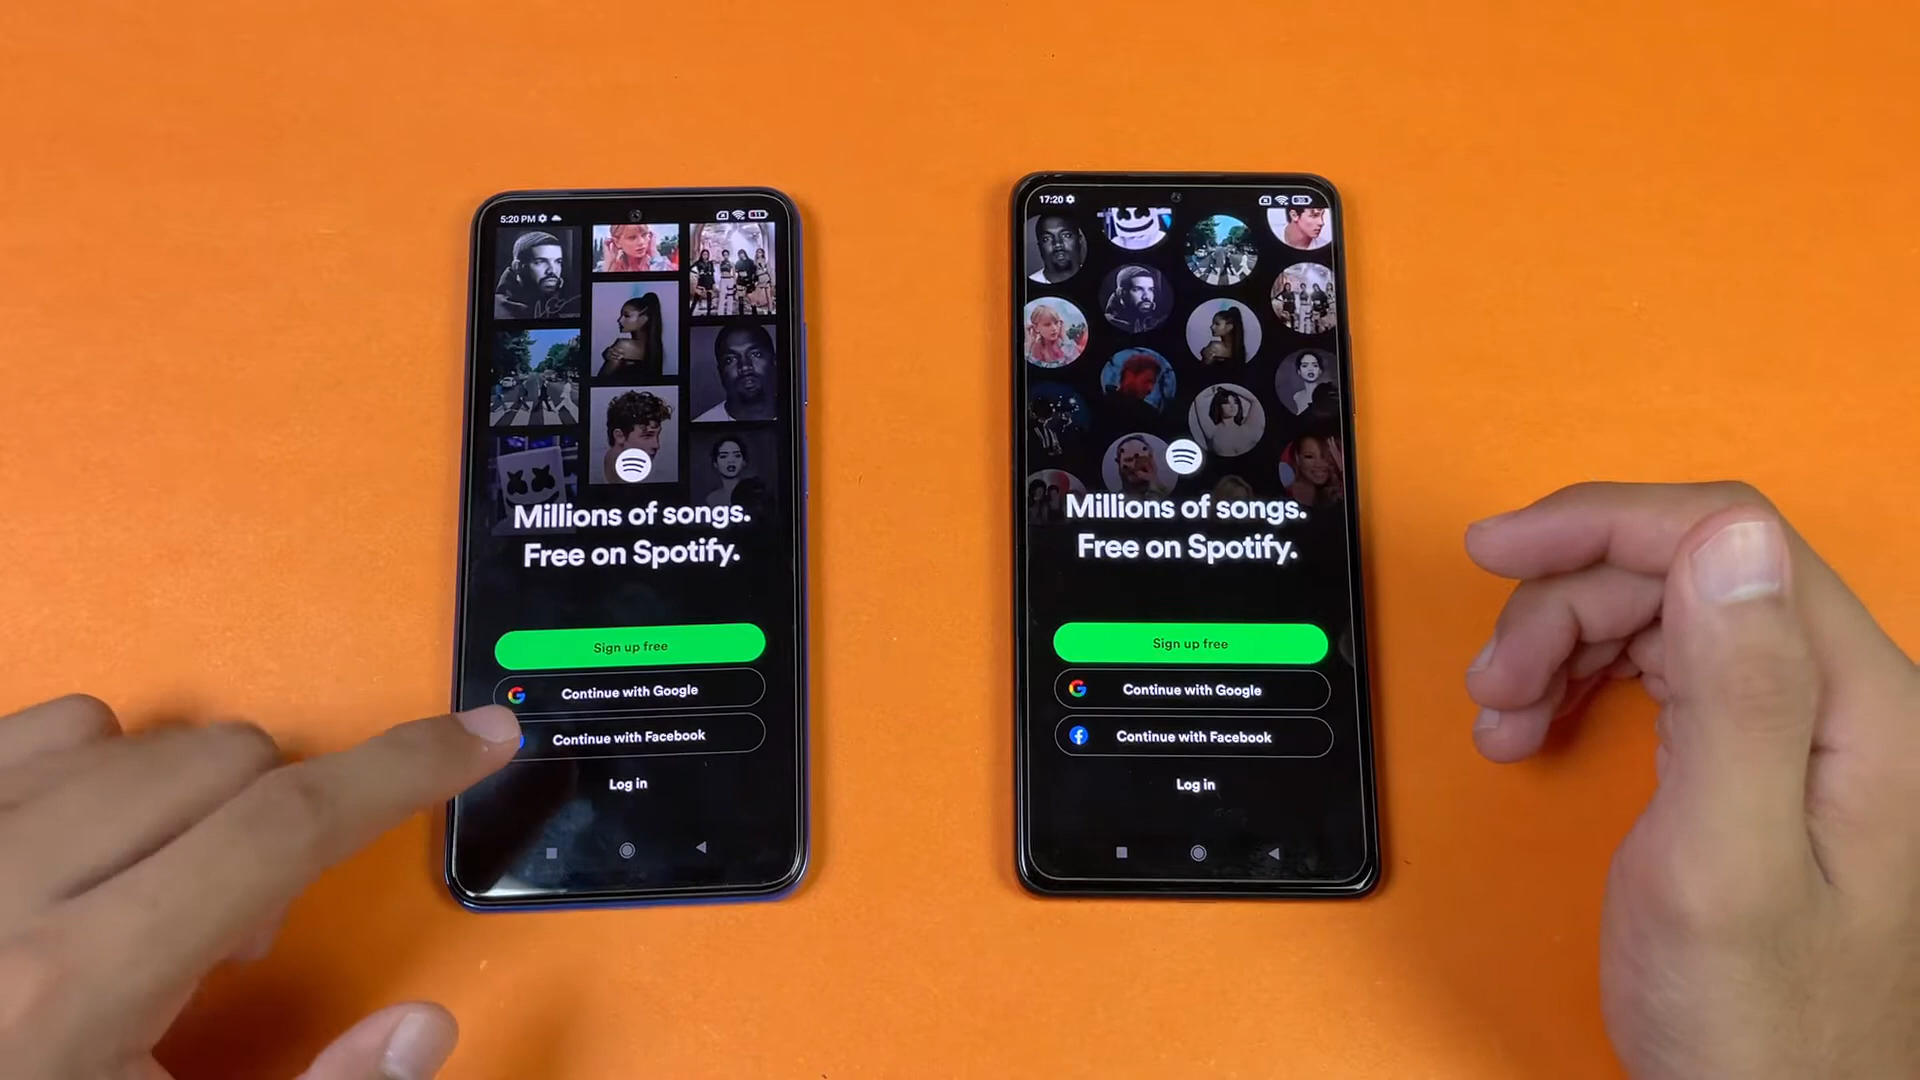 5:20 PM
Millions of songs.
Free on Spotify.
Sign up free
Continue with Google
Continue with Facebook
Log in
17:20
Millions of songs.
Free on Spotify.
Sign up free
Continue with Google
Continue with Facebook
Log in